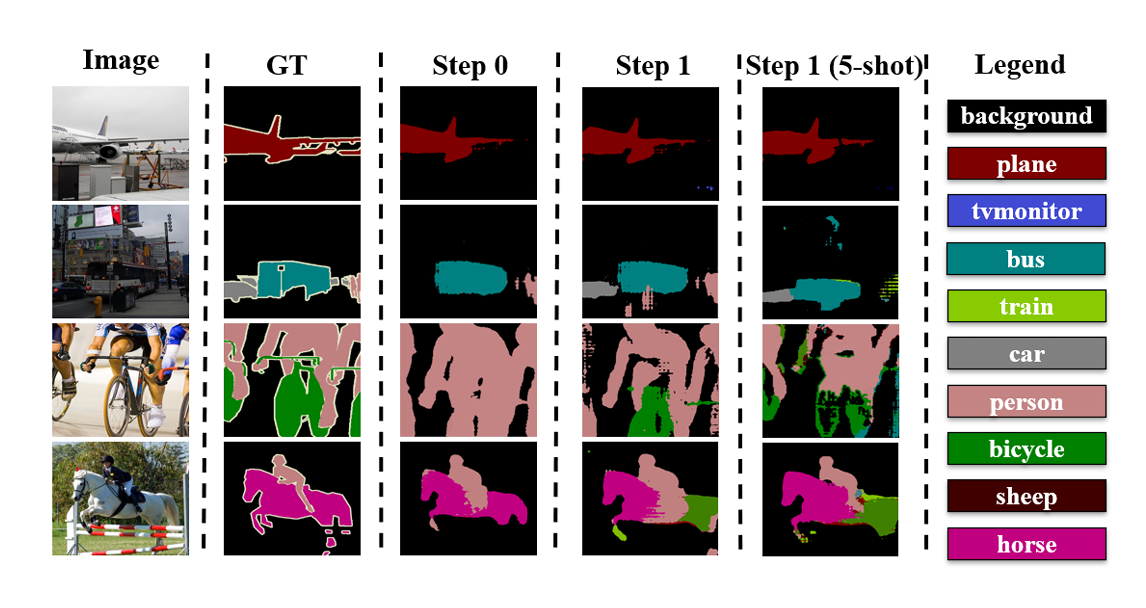 Image
GT
Step 0
Step 1
Step 1 (5-shot)
Legend
background
plane
tvmonitor
bus
train
car
person
bicycle
sheep
horse